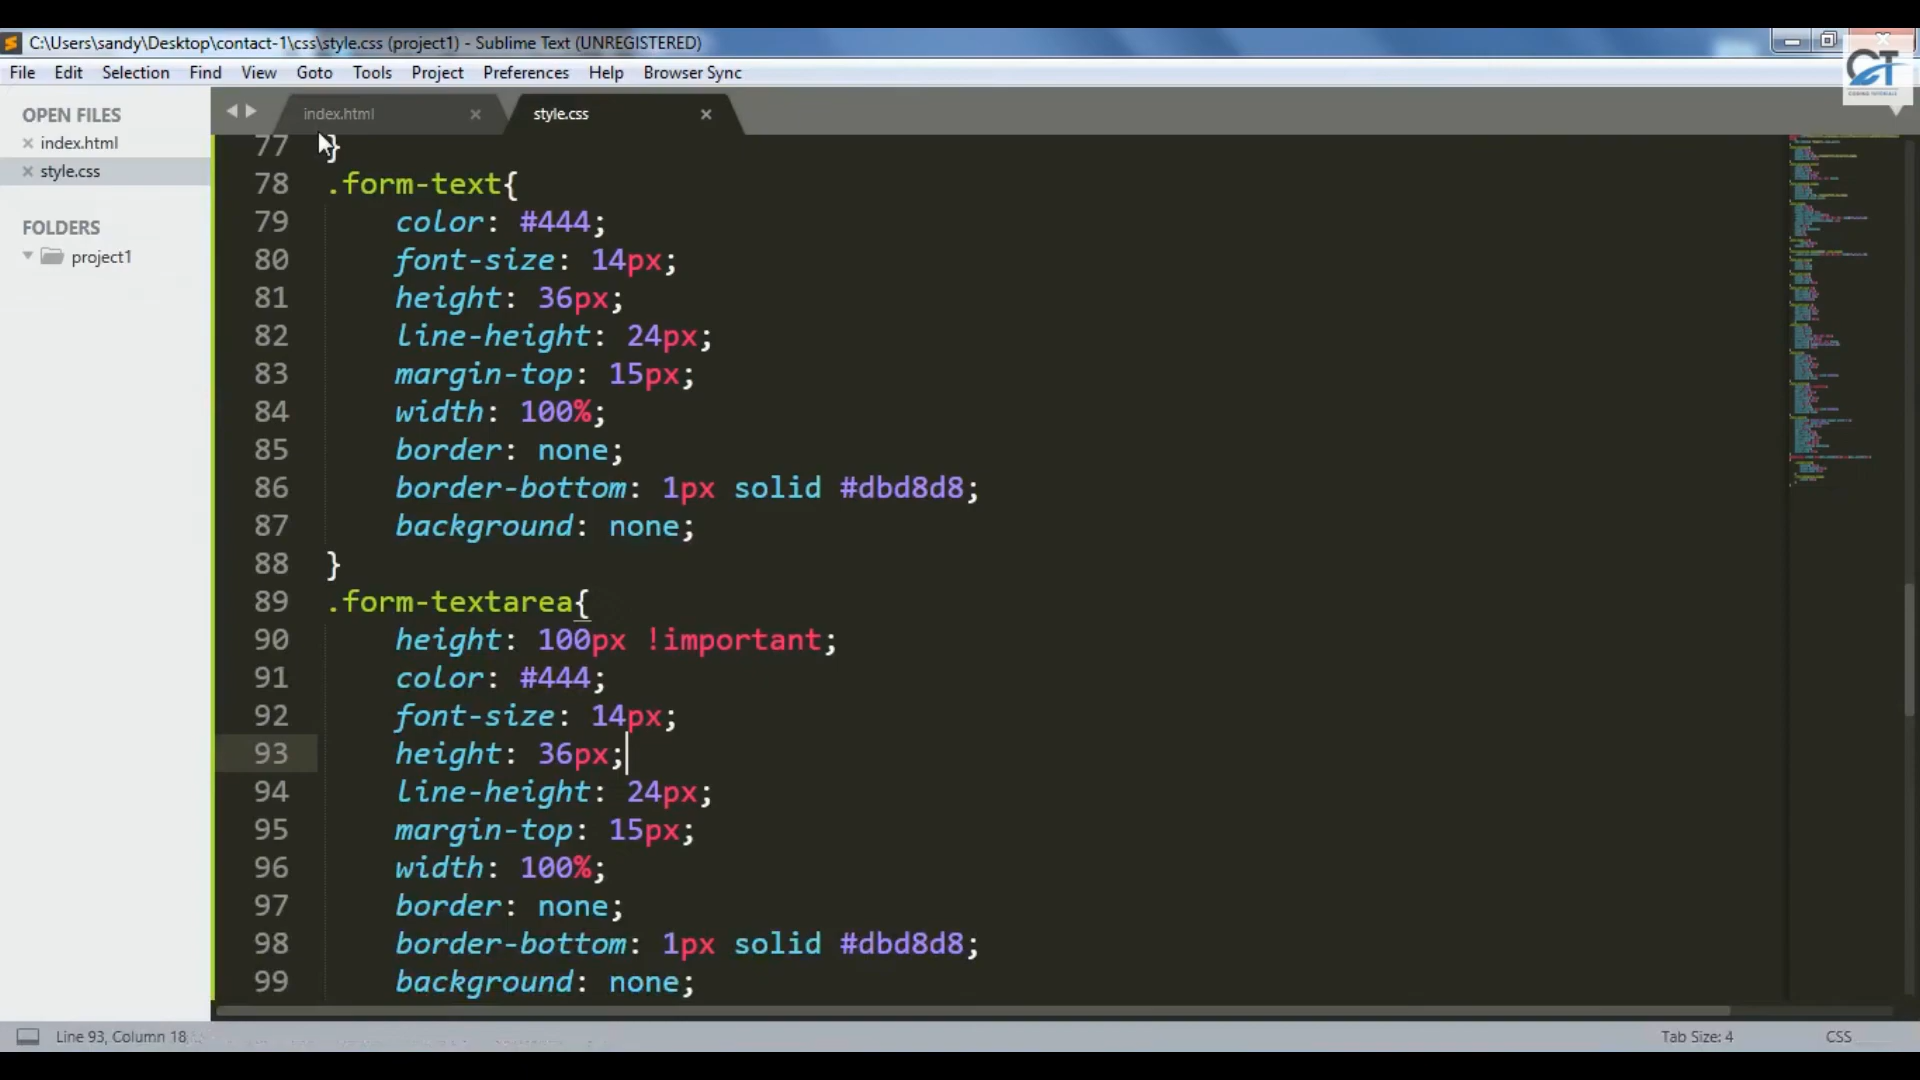 C:\Users\sandy\Desktop\contact-1\css\style.css (project1) - Sublime Text (UNREGISTERED)
File Edit Selection Find View Goto Tools Project Preferences Help Browser Sync
CT
OPEN FILES
index.html
style.css
FOLDERS
project1
index.html
style.css
77 }
78 .form-text{
79 color: #444;
80 font-size: 14px;
81 height: 36px;
82 line-height: 24px;
83 margin-top: 15px;
84 width: 100%;
85 border: none;
86 border-bottom: 1px solid #dbd8d8;
87 background: none;
88 }
89 .form-textarea{
90 height: 100px !important;
91 color: #444;
92 font-size: 14px;
93 height: 36px;
94 line-height: 24px;
95 margin-top: 15px;
96 width: 100%;
97 border: none;
98 border-bottom: 1px solid #dbd8d8;
99 background: none;
Line 93, Column 18
Tab Size: 4
CSS